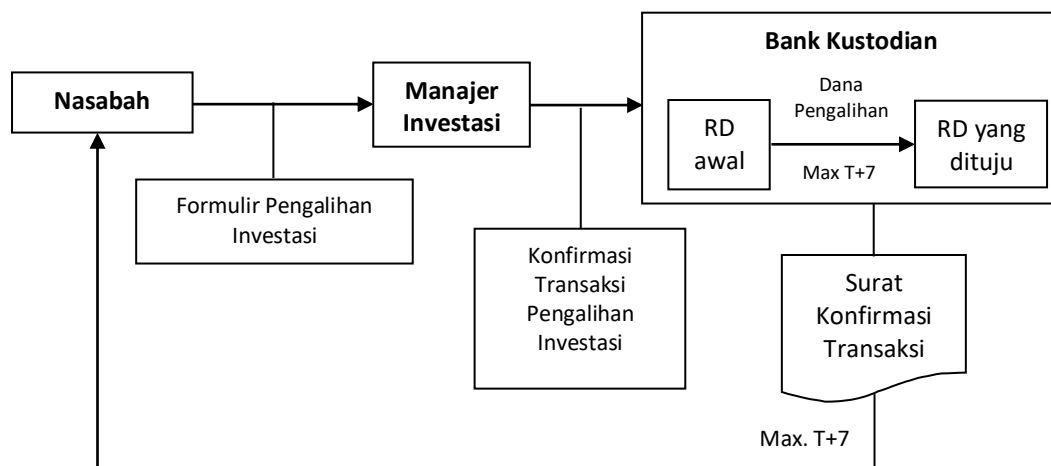 Nasabah
Manajer
Investasi
Bank Kustodian
RD
awal
Dana
Pengalihan
Max T+7
RD yang
dituju
Formulir Pengalihan
Investasi
Konfirmasi
Transaksi
Pengalihan
Investasi
Surat
Konfirmasi
Transaksi
Max. T+7